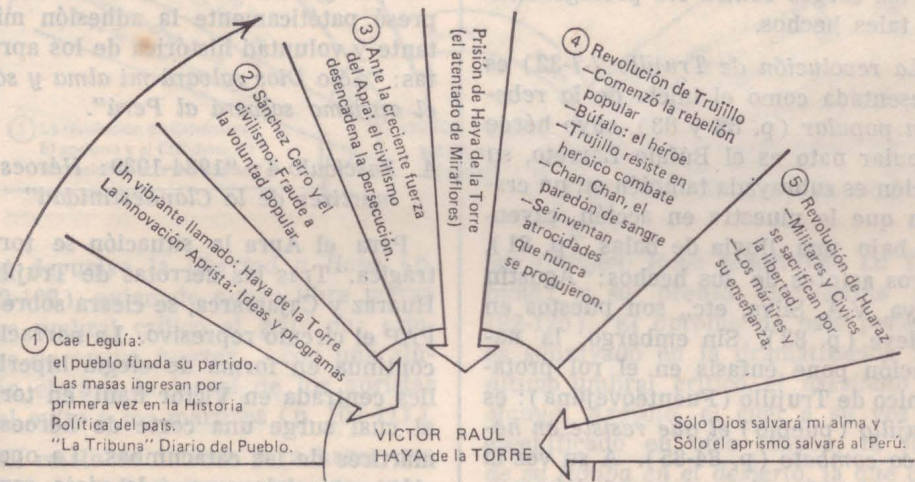 ① Cae Leguía:
el pueblo funda su partido.
Las masas ingresan por
primera vez en la Historia
Política de país.
"La Tribuna" Diario del Pueblo.
Un vibrante llamado: Haya de la Torre
La innovación Aprista: Ideas y programas
② Sánchez Cerro y el
civilismo: Fraude a
la voluntad popular.
③ Ante la creciente fuerza
del Apra: el civilismo
desencadena la persecución.
Prisión de Haya de la Torre
(el atentado de Miraflores)
④ Revolución de Trujillo
–Comenzó la rebelión
popular
–Búfalo: el héroe
–Trujillo esiste en
heroico combate
–Chan Chan, el
paredón de sangre
–Se inventan
atrocidades
que nunca
se produjeron.
⑤ Revolución de Huaraz
–Militares y Civiles
se sacrifican por
la libertad.
–Los mártires y
su enseñanza
Sólo Dios salvará mi alma y
Sólo el aprismo salvará al Perú.
VICTOR RAUL
HAYA de la TORRE